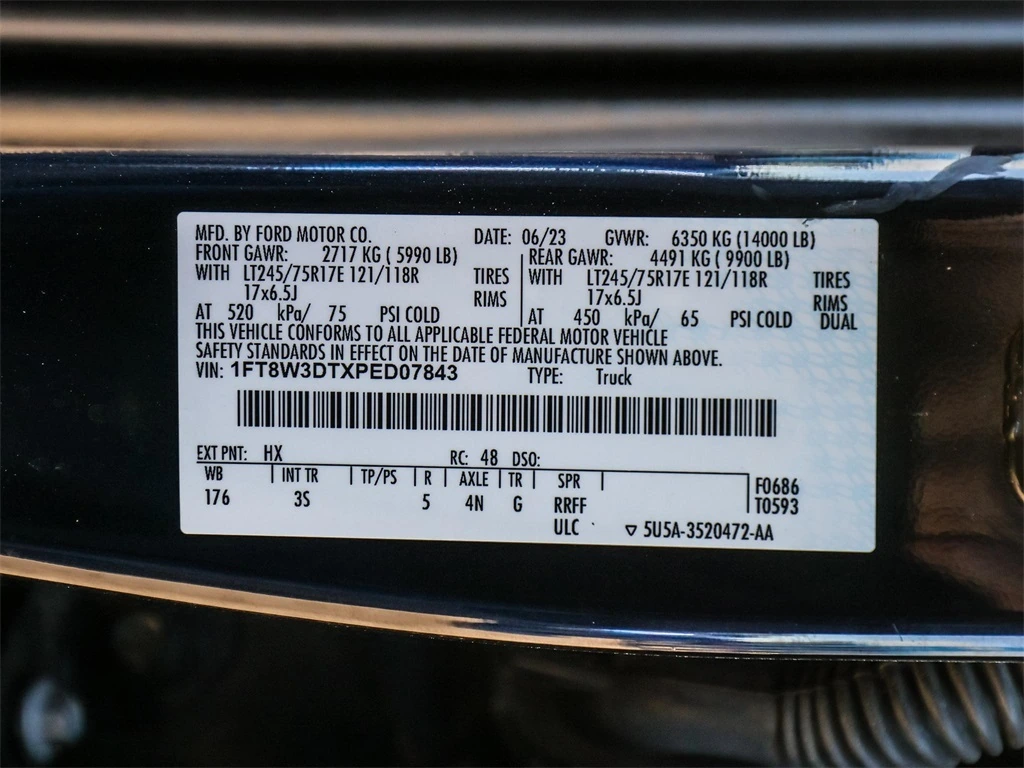 MFD. BY FORD MOTOR CO. DATE: 06/23 GVWR: 6350 KG (14000 LB)
FRONT GAWR: 2717 KG ( 5990 LB) REAR GAWR: 4491 KG ( 9900 LB)
WITH LT245/75R17E 121/118R TIRES WITH LT245/75R17E 121/118R TIRES
17x6.5J RIMS 17x6.5J RIMS
AT 520 kPa/ 75 PSI COLD AT 450 kPa/ 65 PSI COLD DUAL
THIS VEHICLE CONFORMS TO ALL APPLICABLE FEDERAL MOTOR VEHICLE
SAFETY STANDARDS IN EFFECT ON THE DATE OF MANUFACTURE SHOWN ABOVE.
VIN: 1FT8W3DTXPED07843 TYPE: Truck
EXT PNT: HX RC: 48 DSO:
WB INT TR TP/PS R AXLE TR SPR F0686
176 3S 5 4N G RRFF T0593
ULC ▽ 5U5A-3520472-AA